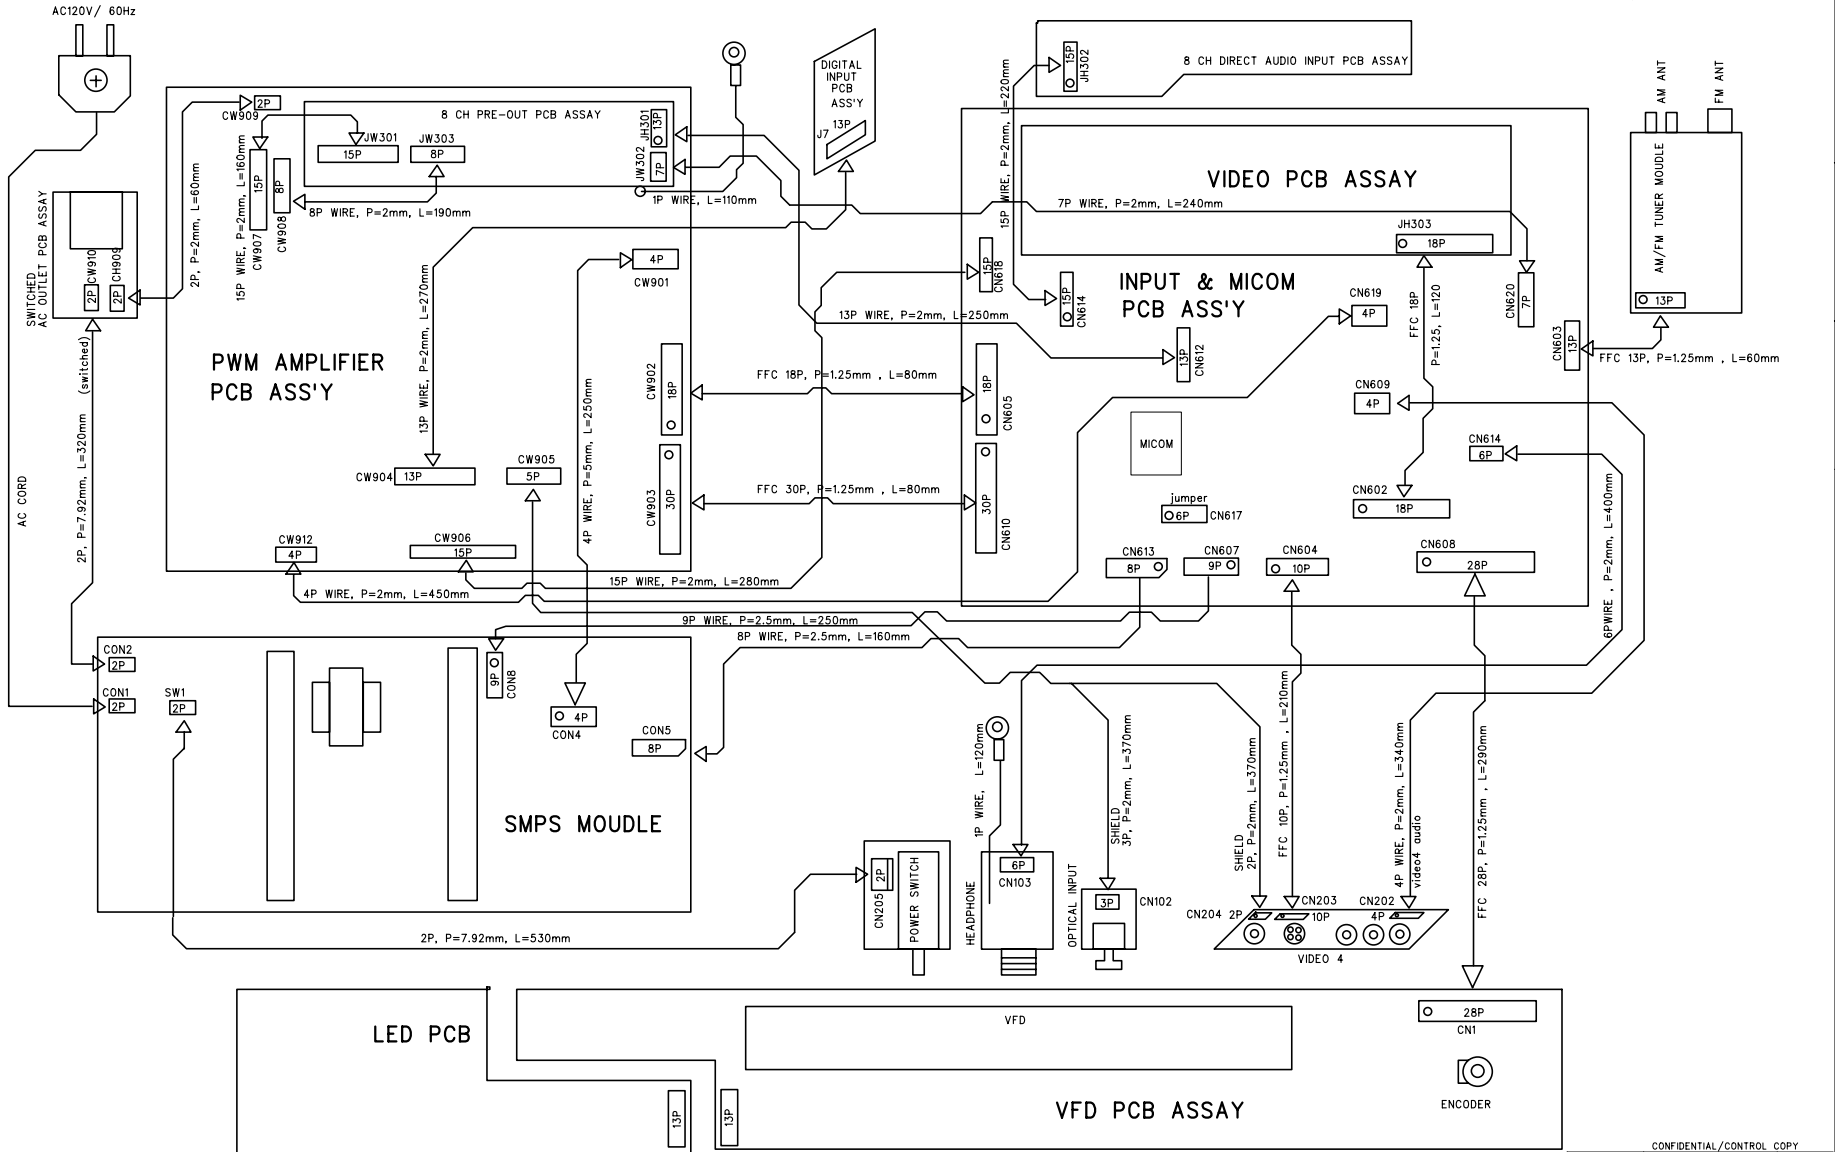 AC120V/ 60Hz
CW909
2P
8 CH PRE-OUT PCB ASSAY
JW301
15P
JW303
8P
JH301
13P
JW302
7P
1P WIRE, L=110mm
DIGITAL
INPUT
PCB
ASS'Y
13P
J7
15P
JH302
8 CH DIRECT AUDIO INPUT PCB ASSAY
15P WIRE, P=2mm, L=220mm
AM ANT
FM ANT
AM/FM TUNER MOUDLE
13P
FFC 13P, P=1.25mm , L=60mm
SWITCHED
AC OUTLET PCB ASSAY
CW910
2P
CH909
2P
2P, P=2mm, L=60mm
15P WIRE, P=2mm, L=160mm
15P
CW907
8P
CW908
8P WIRE, P=2mm, L=190mm
VIDEO PCB ASSAY
7P WIRE, P=2mm, L=240mm
JH303
18P
4P
CW901
15P
CN618
15P
CN614
INPUT & MICOM
PCB ASS'Y
CN619
4P
FFC 18P
P=1.25, L=120
CN620
7P
CN603
13P
13P WIRE, P=2mm, L=270mm
13P WIRE, P=2mm, L=250mm
13P
CN612
PWM AMPLIFIER
PCB ASS'Y
CW902
18P
FFC 18P, P=1.25mm , L=80mm
18P
CN605
CN609
4P
MICOM
CN614
6P
AC CORD
2P, P=7.92mm, L=320mm (switched)
4P WIRE, P=5mm, L=250mm
CW904
13P
CW905
5P
CW903
30P
FFC 30P, P=1.25mm , L=80mm
30P
CN610
jumper
6P
CN617
CN602
18P
CW912
4P
CW906
15P
CN613
8P
CN607
9P
CN604
10P
CN608
28P
15P WIRE, P=2mm, L=280mm
4P WIRE, P=2mm, L=450mm
9P WIRE, P=2.5mm, L=250mm
8P WIRE, P=2.5mm, L=160mm
6PWIRE , P=2mm, L=400mm
CON2
2P
CON1
2P
SW1
2P
9P
CON8
4P
CON4
CON5
8P
SMPS MOUDLE
1P WIRE, L=120mm
SHIELD
3P, P=2mm, L=370mm
SHIELD
2P, P=2mm, L=370mm
FFC 10P, P=1.25mm , L=210mm
4P WIRE, P=2mm, L=340mm
video4 audio
FFC 28P, P=1.25mm , L=290mm
2P
CN205
POWER SWITCH
HEADPHONE
6P
CN103
OPTICAL INPUT
3P
CN102
CN204
2P
CN203
10P
CN202
4P
VIDEO 4
2P, P=7.92mm, L=530mm
LED PCB
13P
13P
VFD
28P
CN1
ENCODER
VFD PCB ASSAY
CONFIDENTIAL/CONTROL COPY